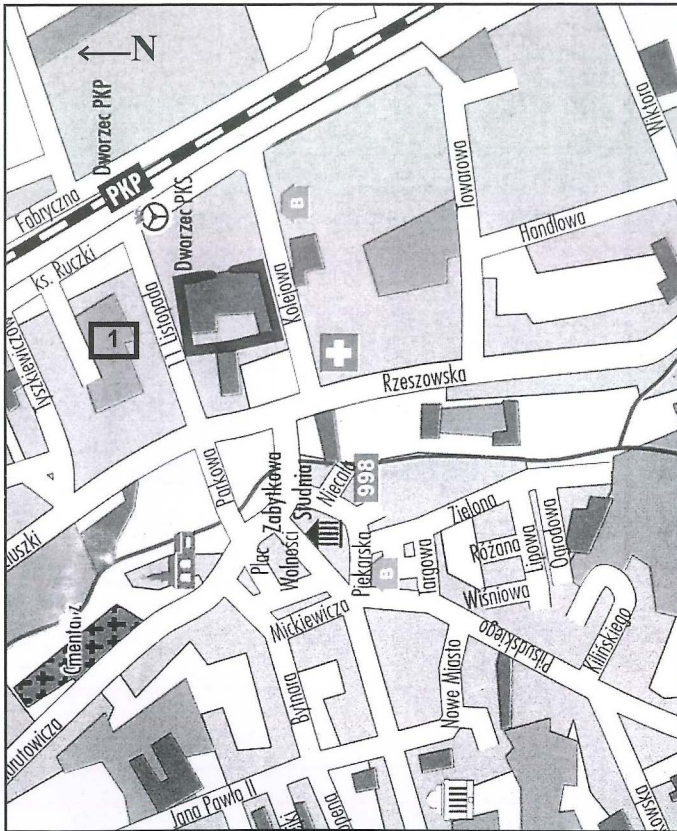 N
Dworzec PKP
PKP
Fabryczna
ks. Ruczki
Dworzec PKS
11 Listopada
1
Kolejowa
B
Towarowa
Wiktora
Handlowa
Rzeszowska
Parkowa
Zabytkowa
Studnia
Niecała
998
Plac
Wolności
Piekarska
B
Targowa
Zielona
Różana
Wiśniowa
Lipowa
Ogrodowa
Kilińskiego
Piłsudskiego
Mickiewicza
Nowe Miasto
Bytnara
Cmentarz
Jana Pawła II